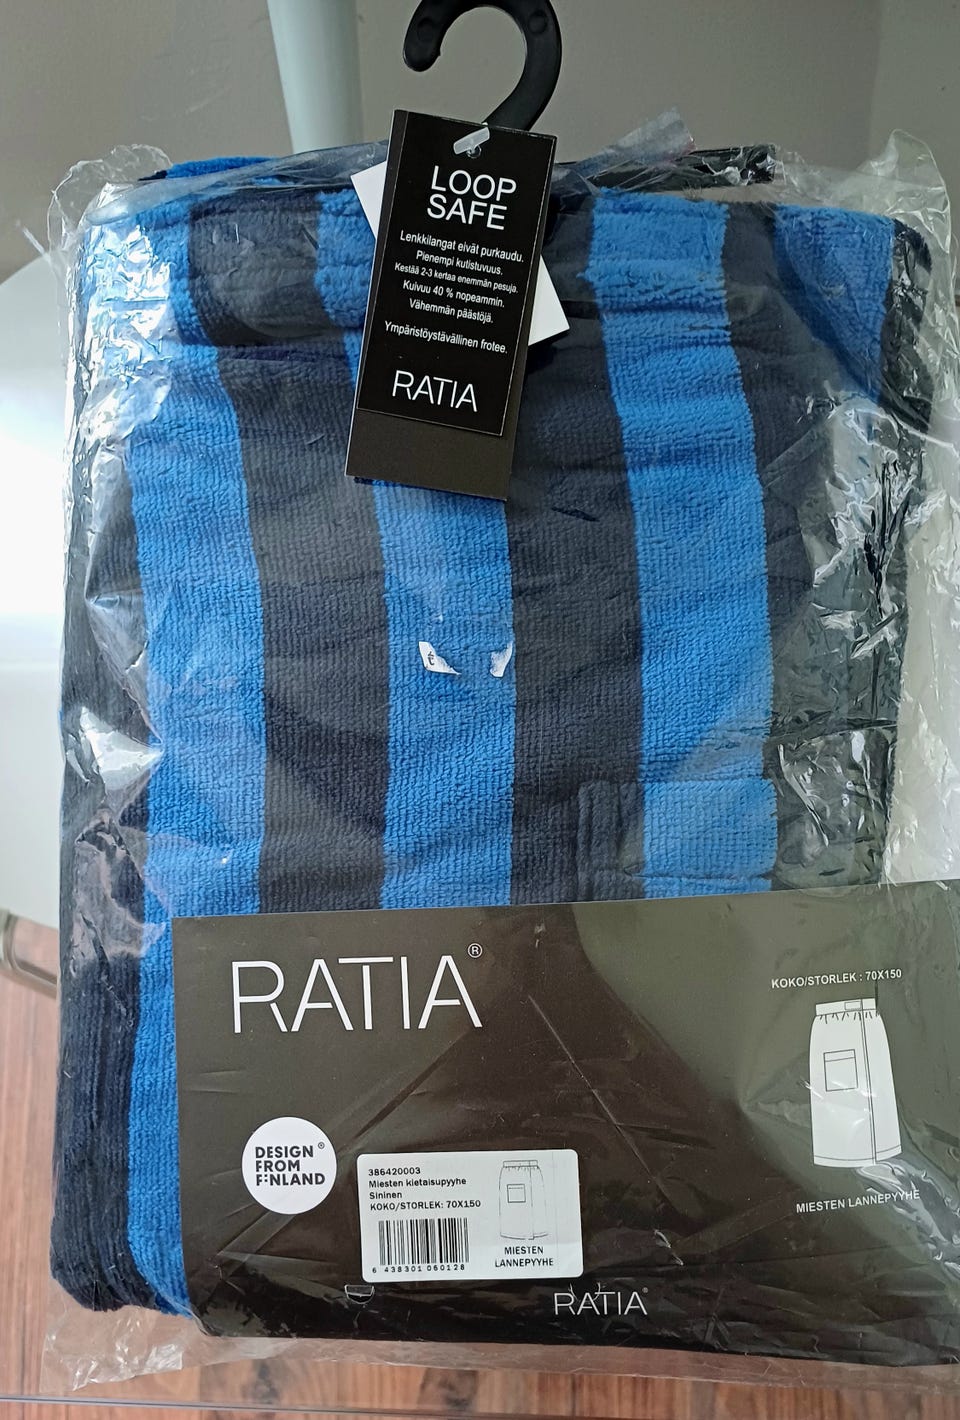 LOOP
SAFE
Lenkkilangat eivät purkaudu.
Pienempi kutistuvuus.
Kestää 2-3 kertaa enemmän pesuja.
Kuivuu 40 % nopeammin.
Vähemmän päästöjä.
Ympäristöystävällinen frotee.
RATIA
RATIA®
KOKO/STORLEK : 70X150
DESIGN ®
FROM
FINLAND
386420003
Miesten kietaisupyyhe
Sininen
KOKO/STORLEK: 70X150
6 438301 060128
MIESTEN
LANNEPYYHE
MIESTEN LANNEPYYHE
RATIA®